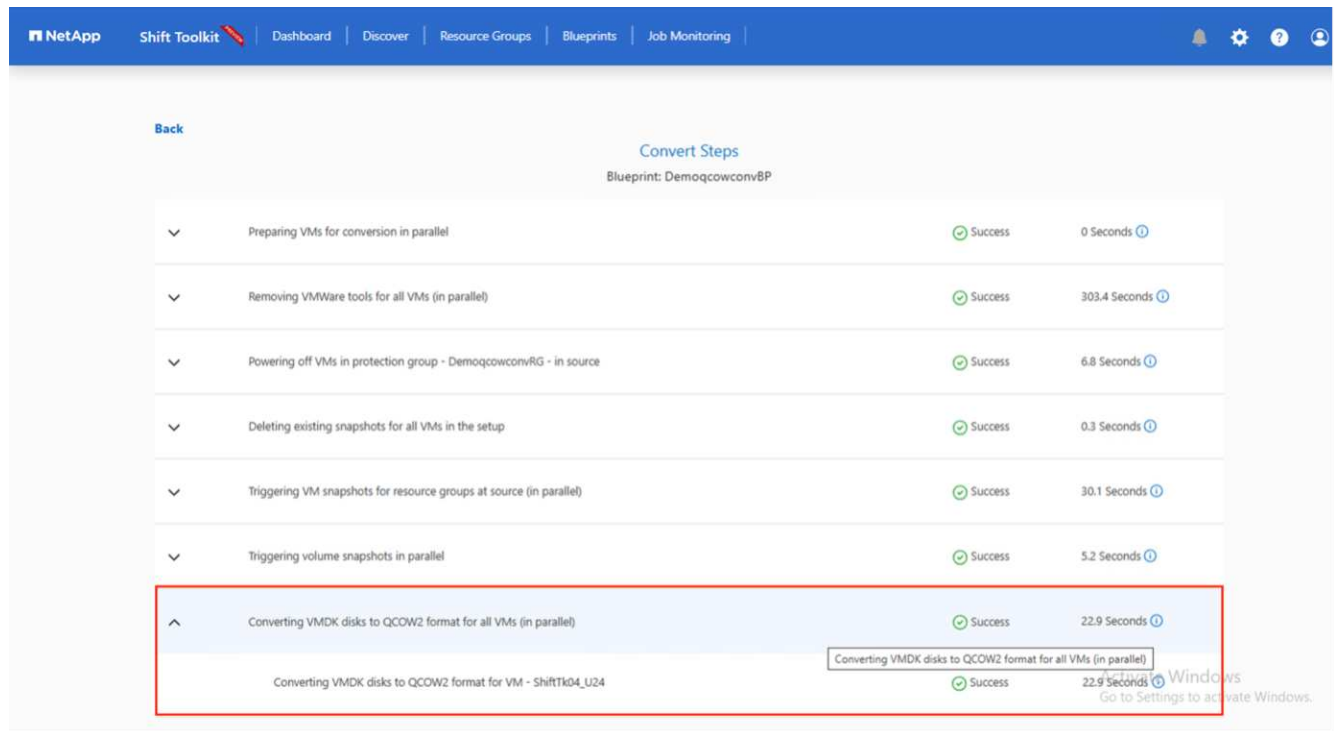 NetApp Shift Toolkit Dashboard Discover Resource Groups Blueprints Job Monitoring
Back
Convert Steps
Blueprint: DemoqcowconvBP
Preparing VMs for conversion in parallel Success 0 Seconds
Removing VMWare tools for all VMs (in parallel) Success 303.4 Seconds
Powering off VMs in protection group - DemoqcowconvRG - in source Success 6.8 Seconds
Deleting existing snapshots for all VMs in the setup Success 0.3 Seconds
Triggering VM snapshots for resource groups at source (in parallel) Success 30.1 Seconds
Triggering volume snapshots in parallel Success 5.2 Seconds
Converting VMDK disks to QCOW2 format for all VMs (in parallel) Success 22.9 Seconds
Converting VMDK disks to QCOW2 format for all VMs (in parallel)
Activate Windows
Converting VMDK disks to QCOW2 format for VM - ShiftTk04_U24 Success 22.9 Seconds
Go to Settings to activate Windows.